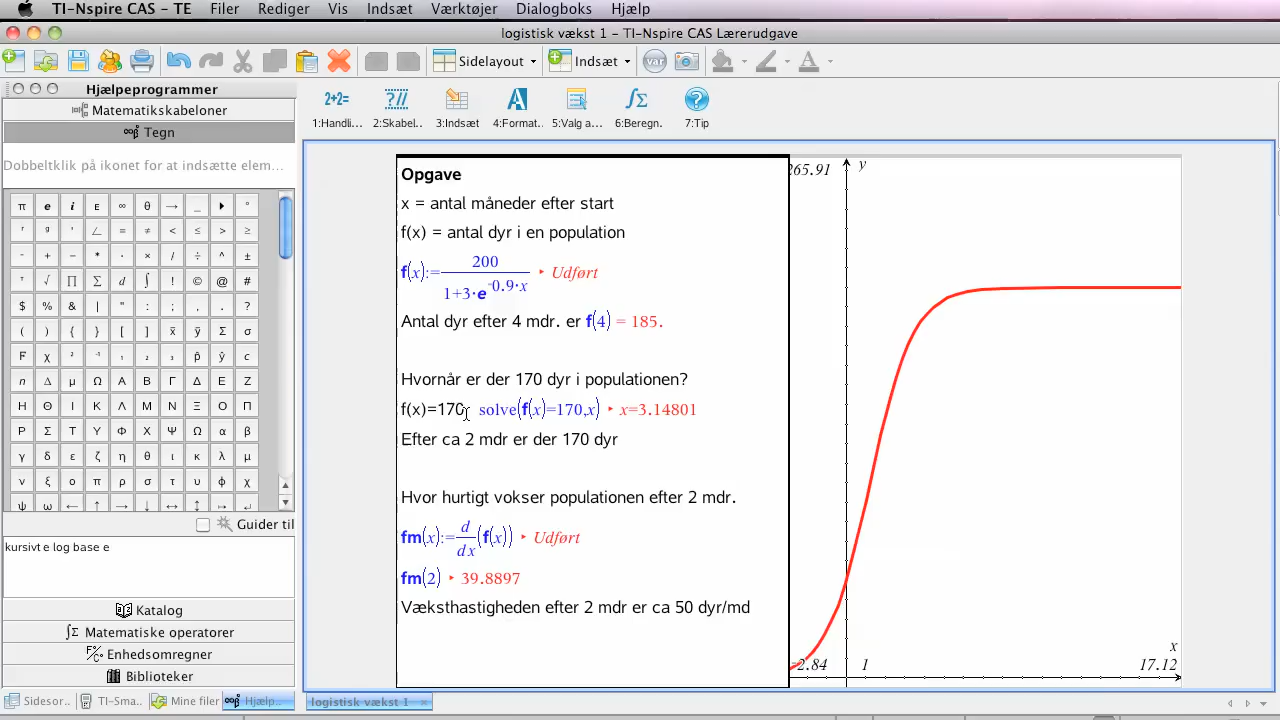 TI-Nspire CAS - TE Filer Rediger Vis Indsæt Værktøjer Dialogboks Hjælp
logistisk vækst 1 - TI-Nspire CAS Lærerudgave
Sidelayout Indsæt var A
Hjælpeprogrammer
Matematikskabeloner
Tegn
Dobbeltklik på ikonet for at indsætte elem...
1:Handli... 2:Skabel... 3:Indsæt 4:Format... 5:Valg a... 6:Beregn. 7:Tip
Opgave
x = antal måneder efter start
f(x) = antal dyr i en population
f(x):=200/(1+3·e^(-0.9·x)) ▸ Udført
Antal dyr efter 4 mdr. er f(4) = 185.
Hvornår er der 170 dyr i populationen?
f(x)=170 solve(f(x)=170,x) ▸ x=3.14801
Efter ca 2 mdr er der 170 dyr
Hvor hurtigt vokser populationen efter 2 mdr.
fm(x):=d/dx(f(x)) ▸ Udført
fm(2) ▸ 39.8897
Væksthastigheden efter 2 mdr er ca 50 dyr/md
265.91 y
x
-2.84 1 17.12
Guider til
kursivt e log base e
Katalog
Matematiske operatorer
Enhedsomregner
Biblioteker
Sidesor... TI-Sma... Mine filer Hjælp...
logistisk vækst 1